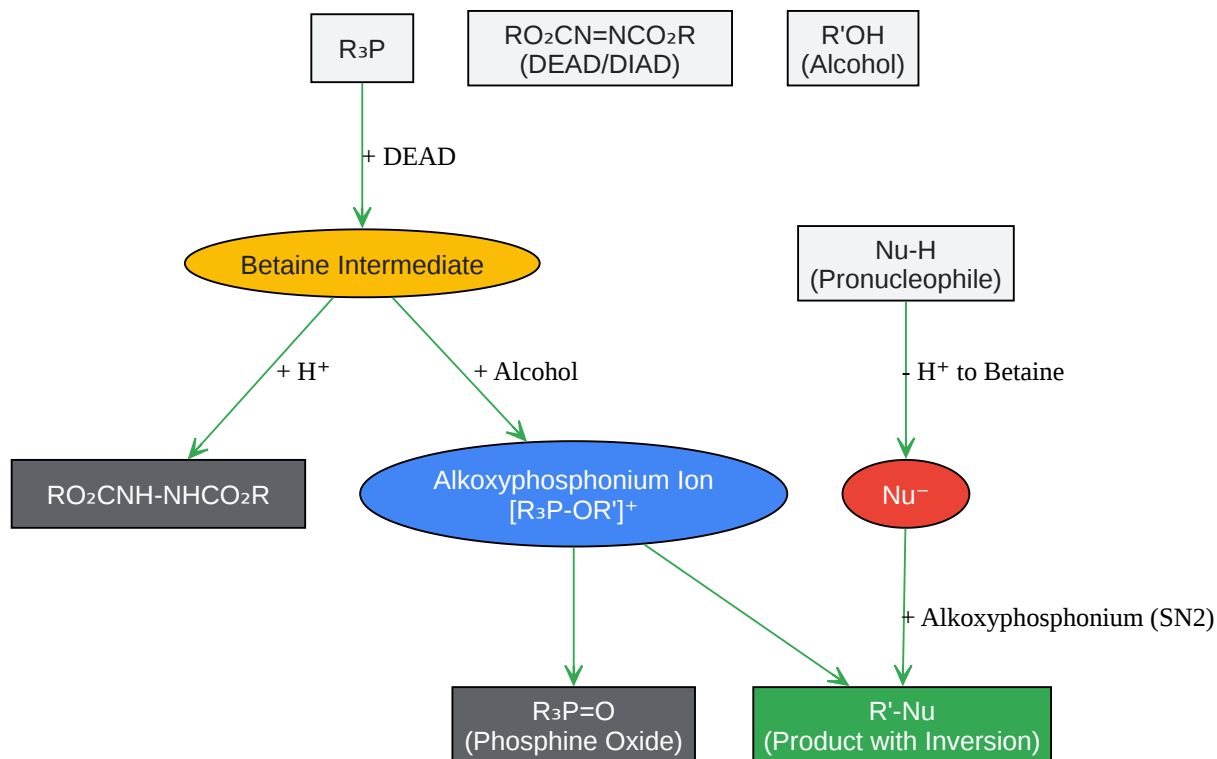 R₃P
RO₂CN=NCO₂R
(DEAD/DIAD)
R'OH
(Alcohol)
+ DEAD
Betaine Intermediate
Nu-H
(Pronucleophile)
+ H⁺
+ Alcohol
- H⁺ to Betaine
RO₂CNH-NHCO₂R
Alkoxyphosphonium Ion
[R₃P-OR']⁺
Nu⁻
+ Alkoxyphosphonium (SN2)
R₃P=O
(Phosphine Oxide)
R'-Nu
(Product with Inversion)